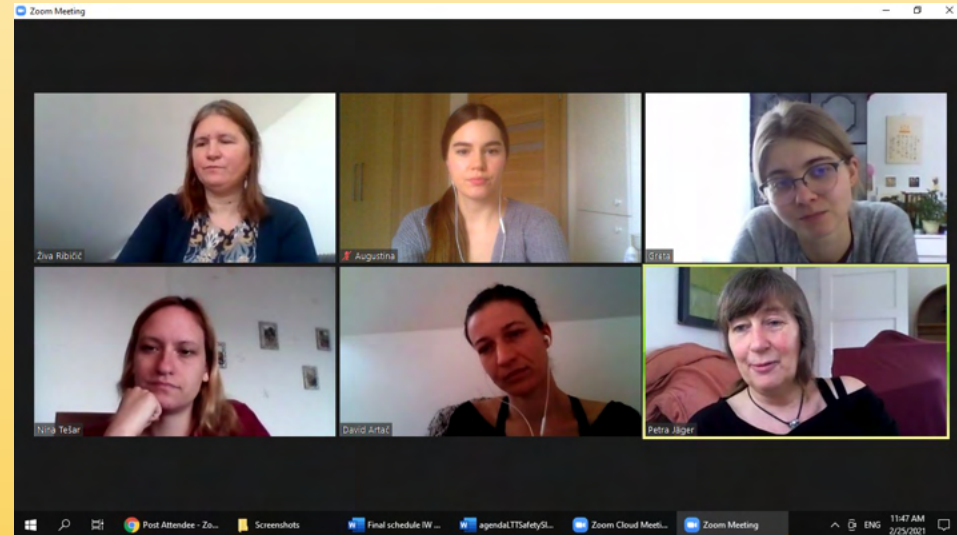 Zoom Meeting
Živa Ribičič
Augustina
Greta
Nina Tešar
David Artač
Petra Jäger
Post Attendee - Zo...
Screenshots
Final schedule IW ...
agendaLTTSafetySl...
Zoom Cloud Meeti...
Zoom Meeting
ENG
11:47 AM
2/25/2021